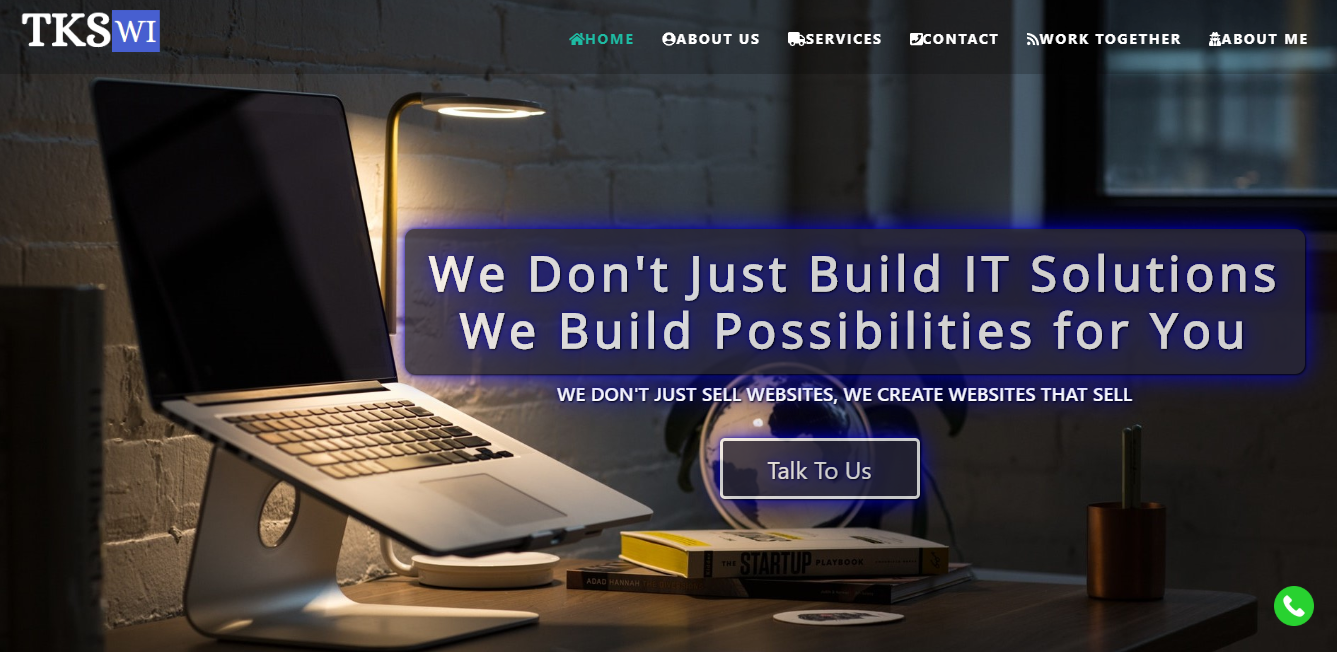 TKSWI
HOME ABOUT US SERVICES CONTACT WORK TOGETHER ABOUT ME
We Don't Just Build IT Solutions
We Build Possibilities for You
WE DON'T JUST SELL WEBSITES, WE CREATE WEBSITES THAT SELL
Talk To Us
THE STARTUP PLAYBOOK
ADAG HANNAH